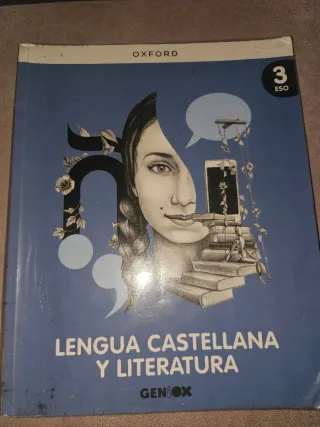 OXFORD
3
ESO
ñ
LENGUA CASTELLANA
Y LITERATURA
GENiOX